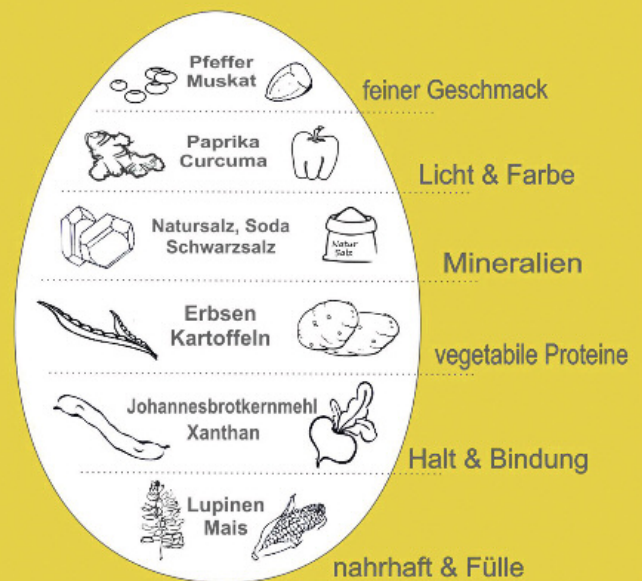 Pfeffer
Muskat
feiner Geschmack
Paprika
Curcuma
Licht & Farbe
Natursalz, Soda
Schwarzsalz
Natur
Salz
Mineralien
Erbsen
Kartoffeln
vegetabile Proteine
Johannesbrotkernmehl
Xanthan
Halt & Bindung
Lupinen
Mais
nahrhaft & Fülle